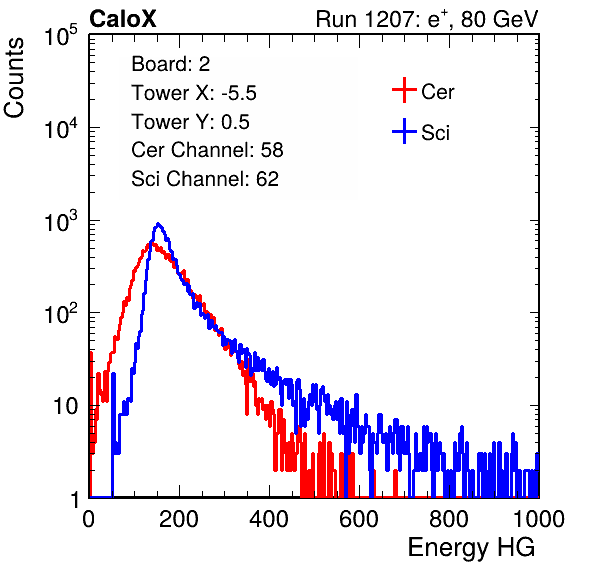 CaloX Run 1207: e⁺, 80 GeV
Counts
Board: 2
Tower X: -5.5
Tower Y: 0.5
Cer Channel: 58
Sci Channel: 62
Cer
Sci
10⁵
10⁴
10³
10²
10
1
0 200 400 600 800 1000
Energy HG